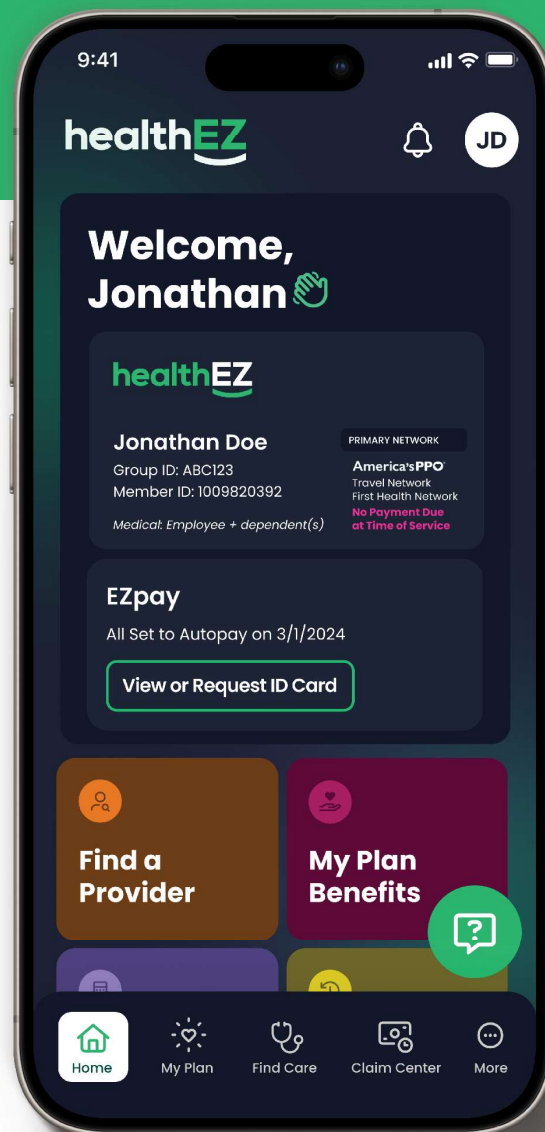 9:41
healthEZ
JD
Welcome,
Jonathan
healthEZ
Jonathan Doe
Group ID: ABC123
Member ID: 1009820392
Medical: Employee + dependent(s)
PRIMARY NETWORK
America'sPPO
Travel Network
First Health Network
No Payment Due
at Time of Service
EZpay
All Set to Autopay on 3/1/2024
View or Request ID Card
Find a
Provider
My Plan
Benefits
?
Home
My Plan
Find Care
Claim Center
More